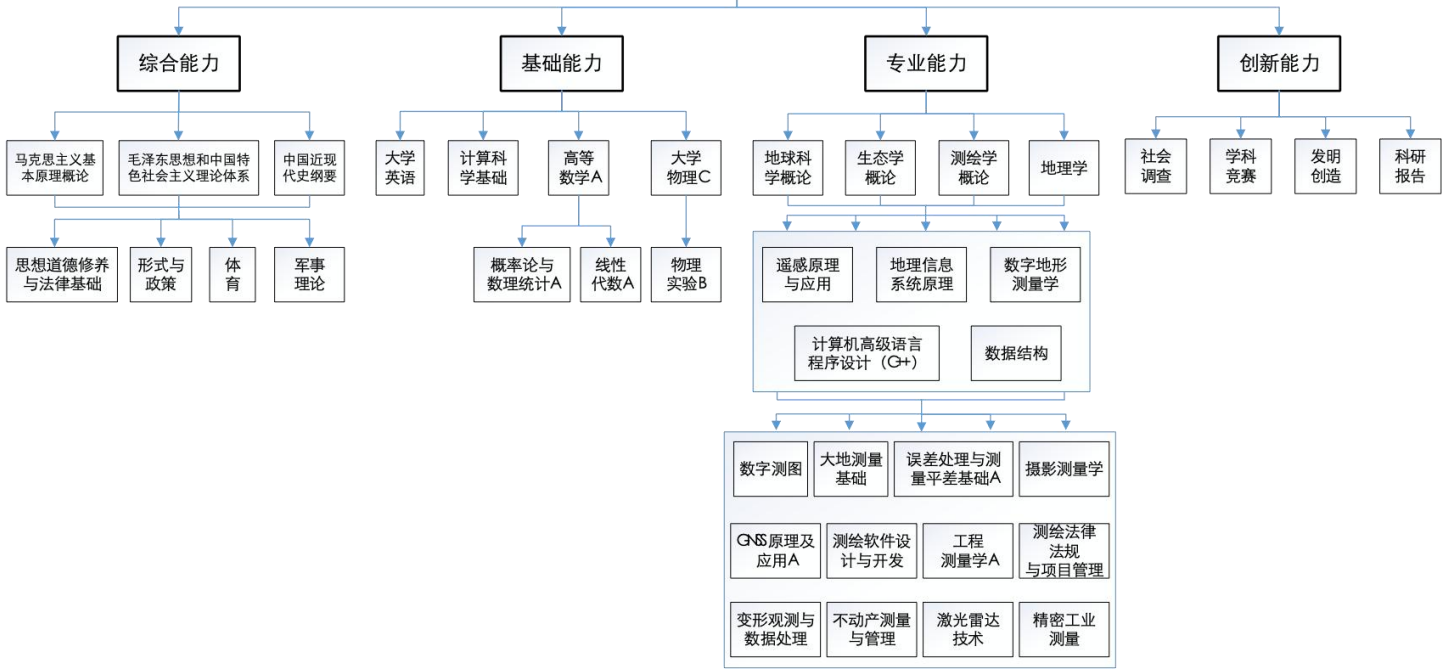 综合能力
基础能力
专业能力
创新能力
马克思主义基
本原理概论
毛泽东思想和中国特
色社会主义理论体系
中国近现
代史纲要
大学
英语
计算科
学基础
高等
数学A
大学
物理C
地球科
学概论
生态学
概论
测绘学
概论
地理学
社会
调查
学科
竞赛
发明
创造
科研
报告
思想道德修养
与法律基础
形式与
政策
体
育
军事
理论
概率论与
数理统计A
线性
代数A
物理
实验B
遥感原理
与应用
地理信息
系统原理
数字地形
测量学
计算机高级语言
程序设计（C++）
数据结构
数字测图
大地测量
基础
误差处理与测
量平差基础A
摄影测量学
GNSS原理及
应用A
测绘软件设
计与开发
工程
测量学A
测绘法律
法规
与项目管理
变形观测与
数据处理
不动产测量
与管理
激光雷达
技术
精密工业
测量